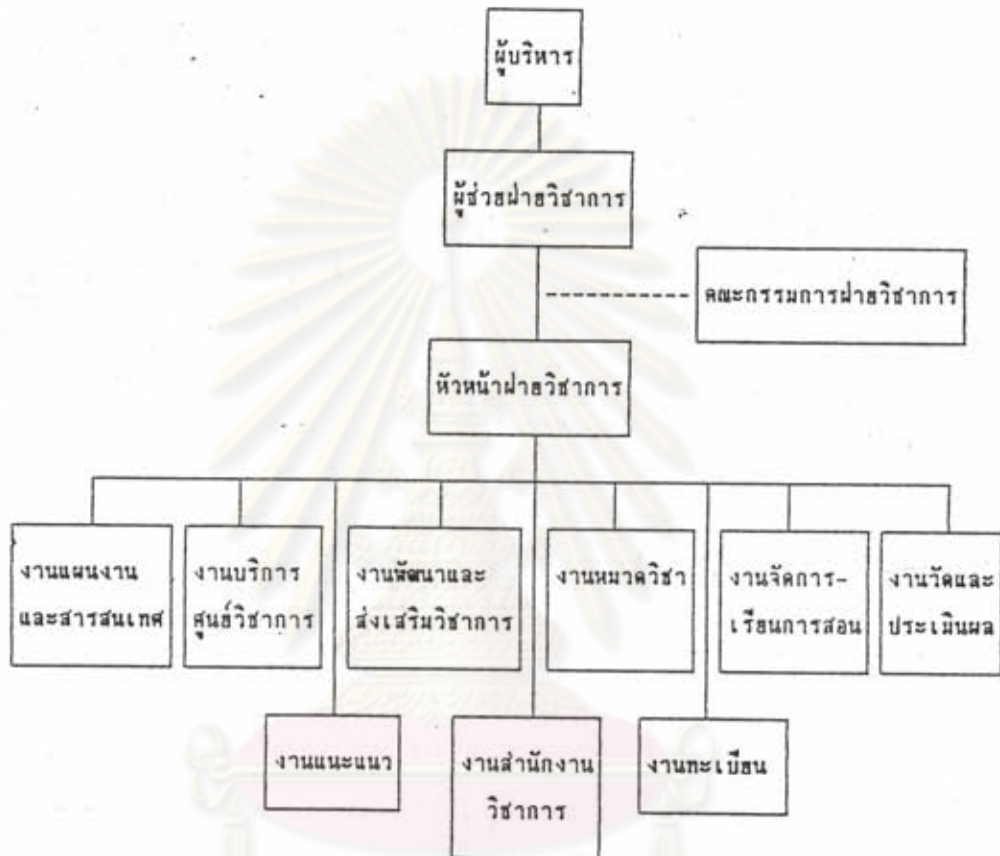 ผู้บริหาร
ผู้ช่วยฝ่ายวิชาการ
คณะกรรมการฝ่ายวิชาการ
หัวหน้าฝ่ายวิชาการ
งานแผนงาน
และสารสนเทศ
งานบริการ
ศูนย์วิชาการ
งานพัฒนาและ
ส่งเสริมวิชาการ
งานหมวดวิชา
งานจัดการ-
เรียนการสอน
งานวัดและ
ประเมินผล
งานแนะแนว
งานสำนักงาน
วิชาการ
งานทะเบียน